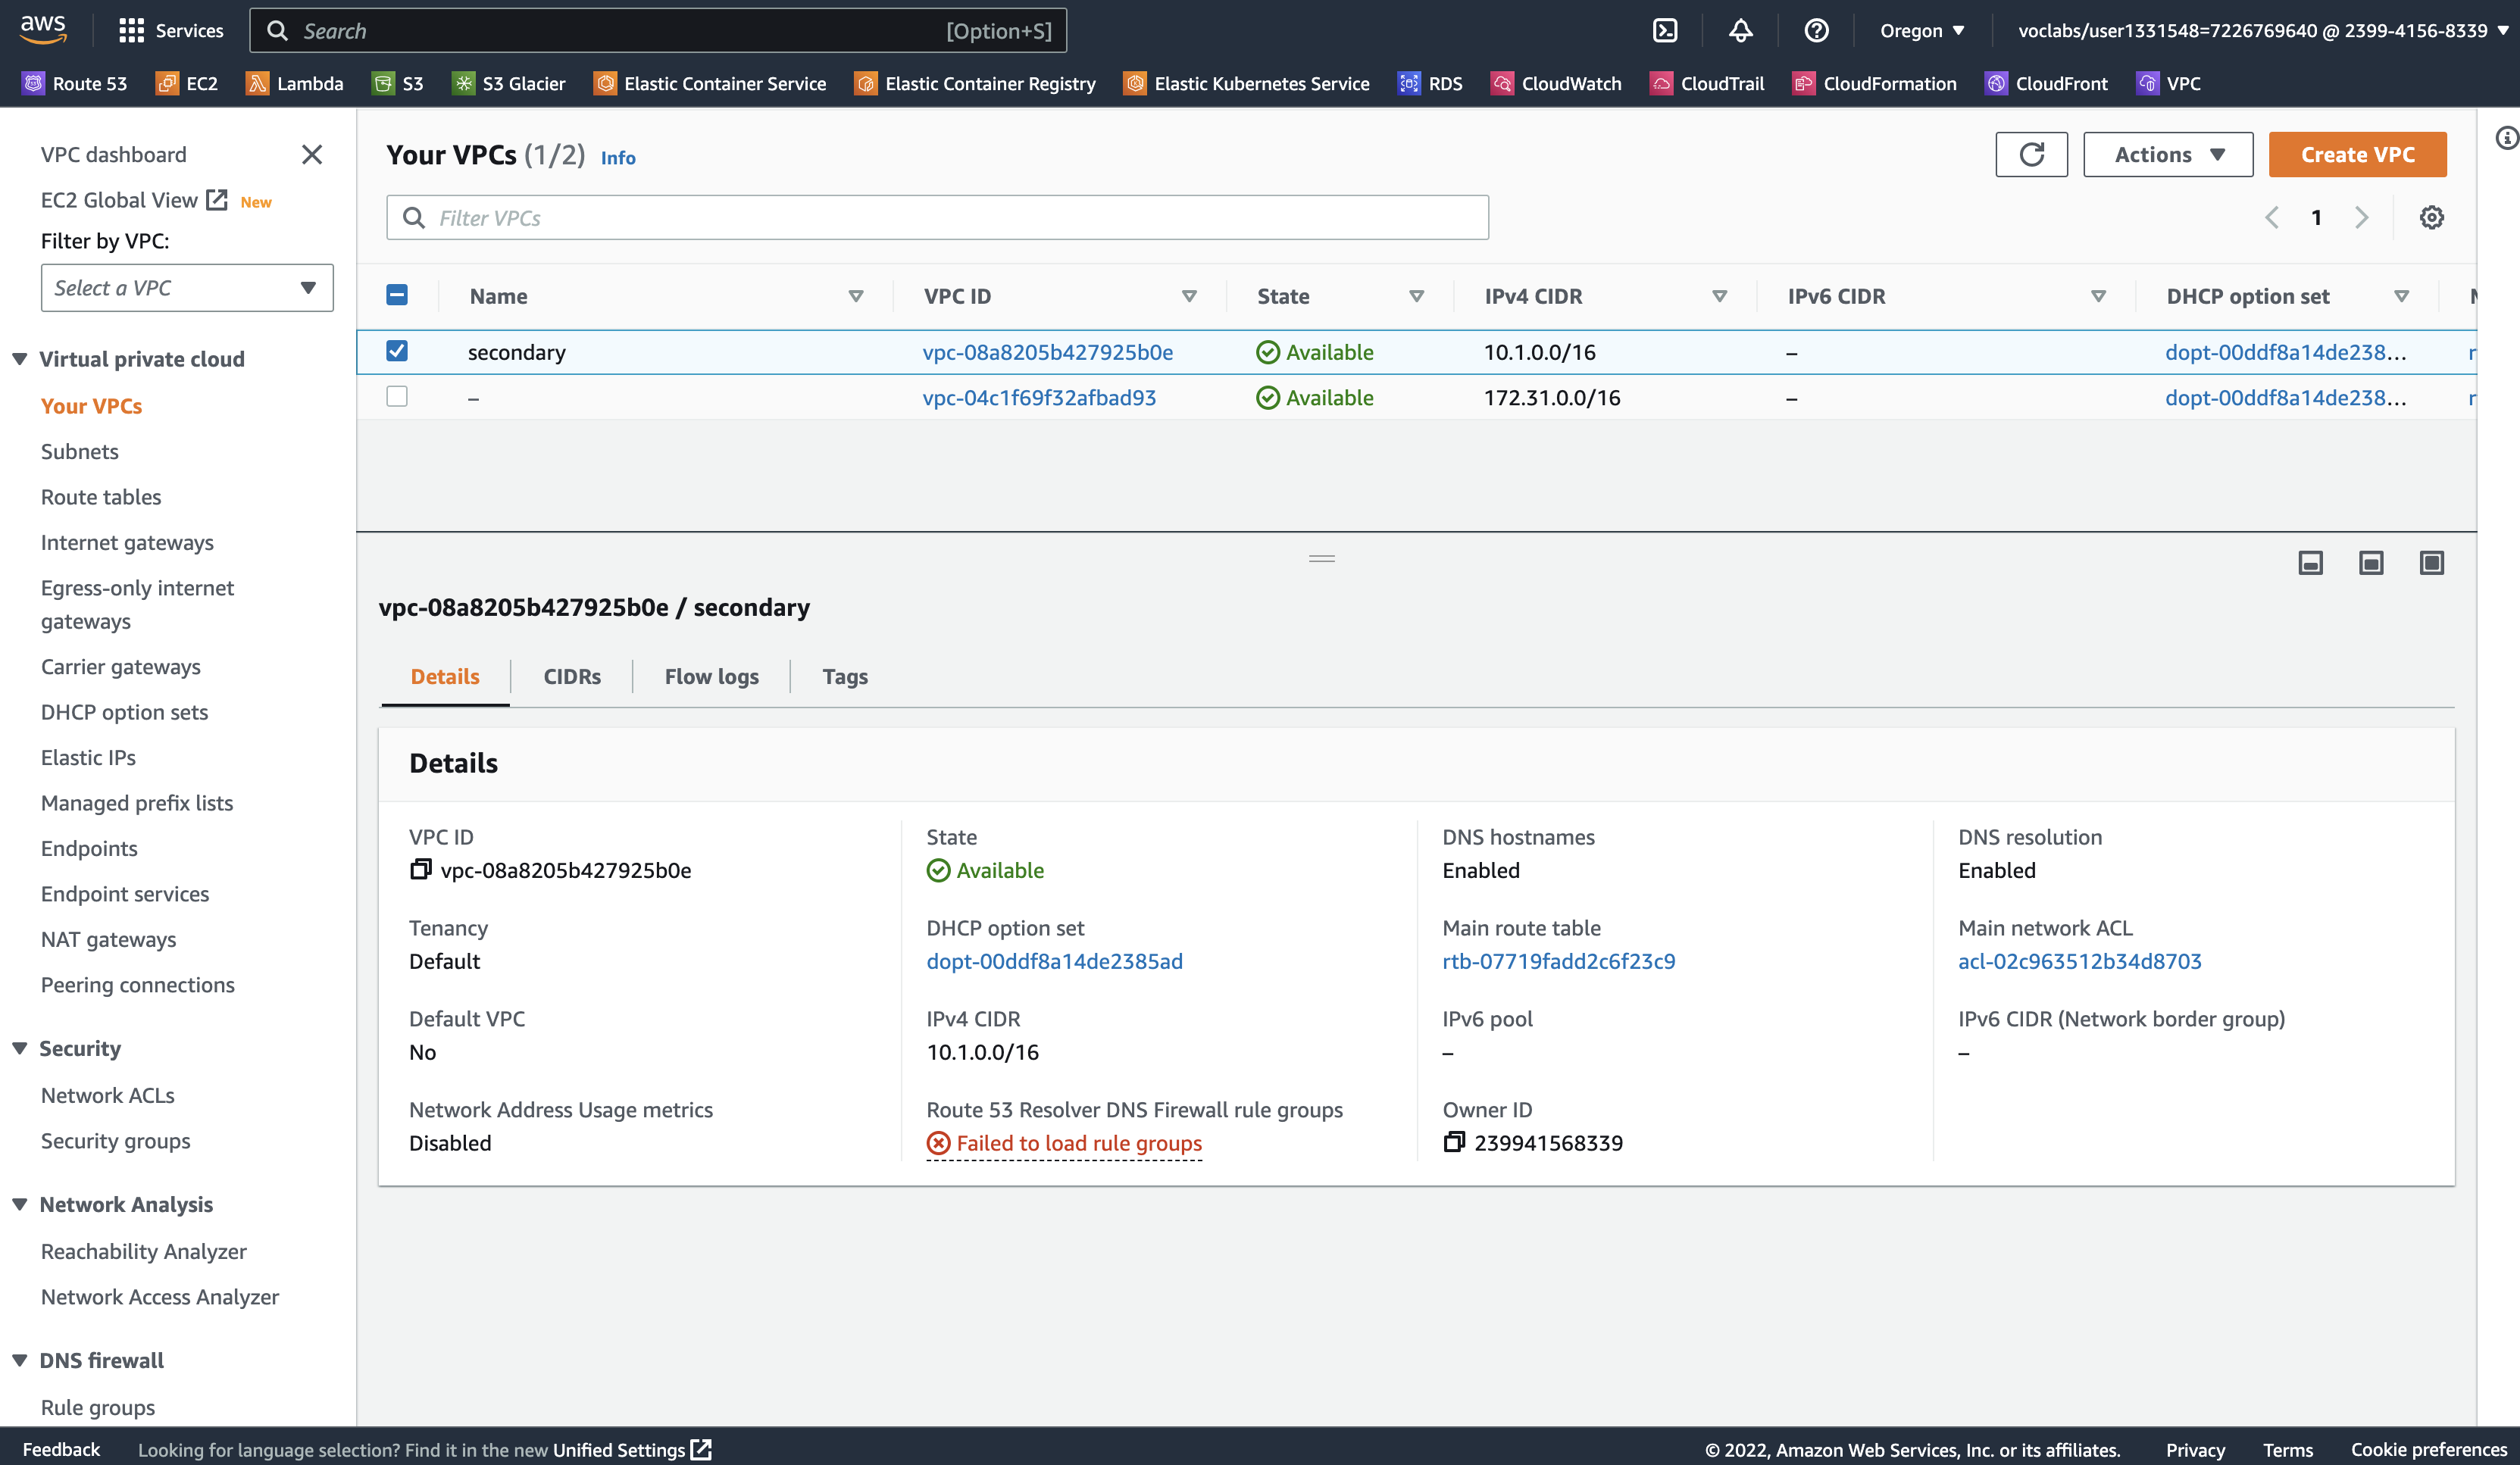 aws
Services
Search
[Option+S]
Oregon
voclabs/user1331548=7226769640 @ 2399-4156-8339
Route 53
EC2
Lambda
S3
S3 Glacier
Elastic Container Service
Elastic Container Registry
Elastic Kubernetes Service
RDS
CloudWatch
CloudTrail
CloudFormation
CloudFront
VPC
VPC dashboard
EC2 Global View New
Filter by VPC:
Select a VPC
Virtual private cloud
Your VPCs
Subnets
Route tables
Internet gateways
Egress-only internet
gateways
Carrier gateways
DHCP option sets
Elastic IPs
Managed prefix lists
Endpoints
Endpoint services
NAT gateways
Peering connections
Security
Network ACLs
Security groups
Network Analysis
Reachability Analyzer
Network Access Analyzer
DNS firewall
Rule groups
Your VPCs (1/2) Info
Actions
Create VPC
Filter VPCs
1
Name VPC ID State IPv4 CIDR IPv6 CIDR DHCP option set
secondary vpc-08a8205b427925b0e Available 10.1.0.0/16 – dopt-00ddf8a14de238... r
– vpc-04c1f69f32afbad93 Available 172.31.0.0/16 – dopt-00ddf8a14de238... r
vpc-08a8205b427925b0e / secondary
Details CIDRs Flow logs Tags
Details
VPC ID
vpc-08a8205b427925b0e
State
Available
DNS hostnames
Enabled
DNS resolution
Enabled
Tenancy
Default
DHCP option set
dopt-00ddf8a14de2385ad
Main route table
rtb-07719fadd2c6f23c9
Main network ACL
acl-02c963512b34d8703
Default VPC
No
IPv4 CIDR
10.1.0.0/16
IPv6 pool
–
IPv6 CIDR (Network border group)
–
Network Address Usage metrics
Disabled
Route 53 Resolver DNS Firewall rule groups
Failed to load rule groups
Owner ID
239941568339
Feedback
Looking for language selection? Find it in the new Unified Settings
© 2022, Amazon Web Services, Inc. or its affiliates.
Privacy
Terms
Cookie preferences